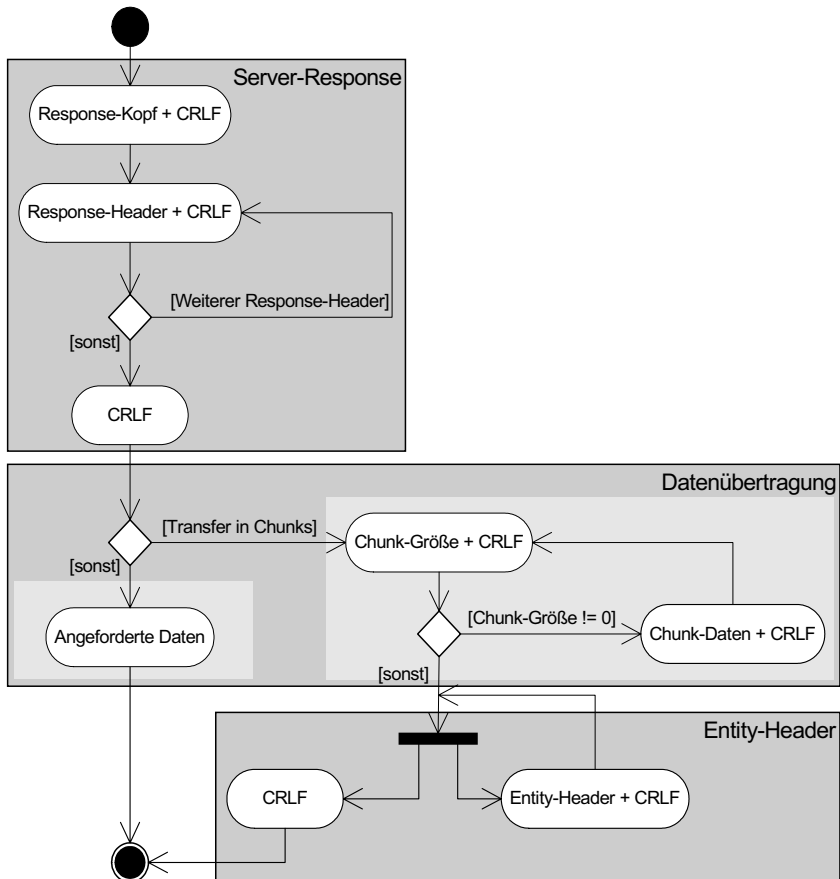 Server-Response
Response-Kopf + CRLF
Response-Header + CRLF
[Weiterer Response-Header]
[sonst]
CRLF
Datenübertragung
[Transfer in Chunks]
Chunk-Größe + CRLF
[sonst]
Angeforderte Daten
[Chunk-Größe != 0]
Chunk-Daten + CRLF
[sonst]
Entity-Header
CRLF
Entity-Header + CRLF